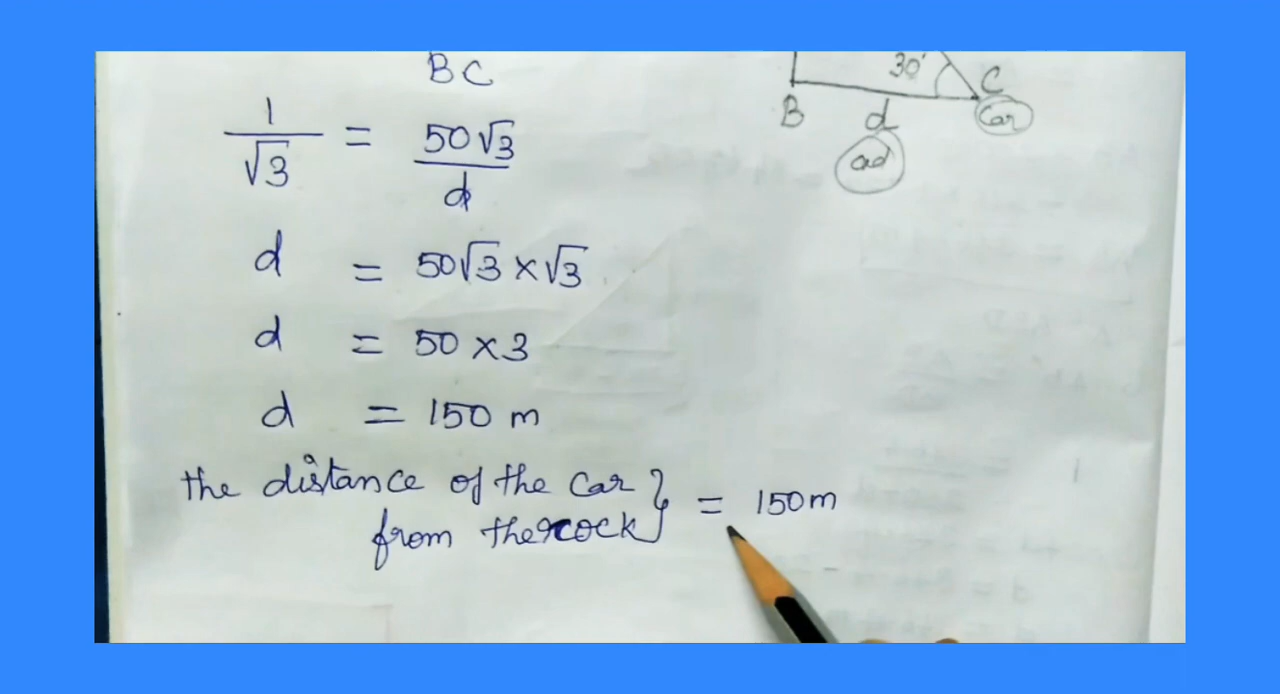 BC
30° C
B d Car
ad
1/√3 = 50√3/d
d = 50√3 × √3
d = 50 × 3
d = 150 m
the distance of the car } = 150m
from the rock